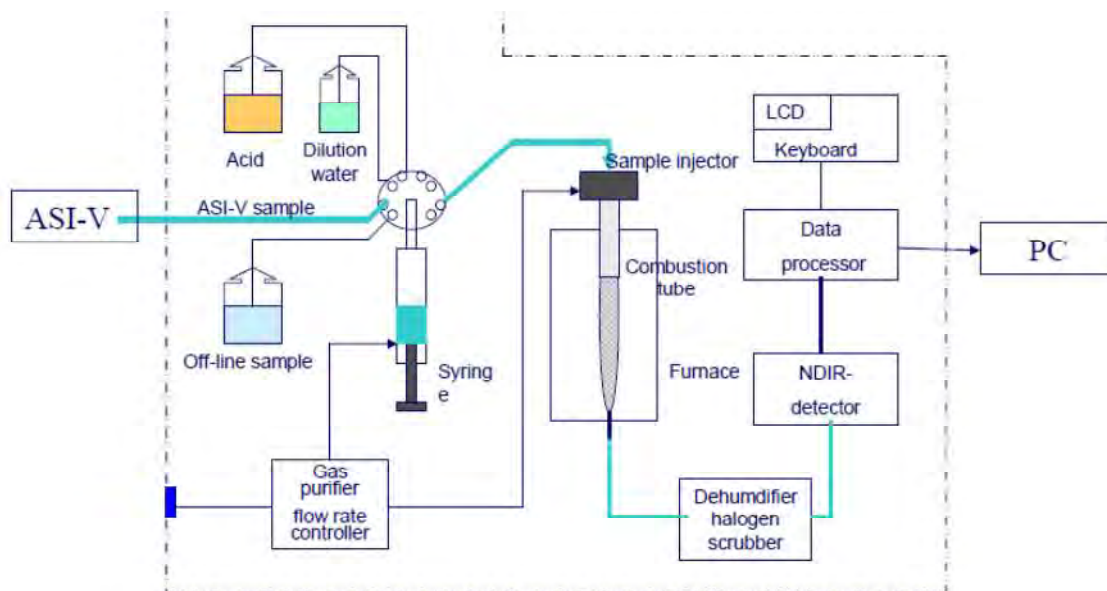 Acid
Dilution
water
LCD
Keyboard
Sample injector
ASI-V
ASI-V sample
Data
processor
PC
Combustion
tube
Off-line sample
Syring
e
Furnace
NDIR-
detector
Gas
purifier
flow rate
controller
Dehumdifier
halogen
scrubber